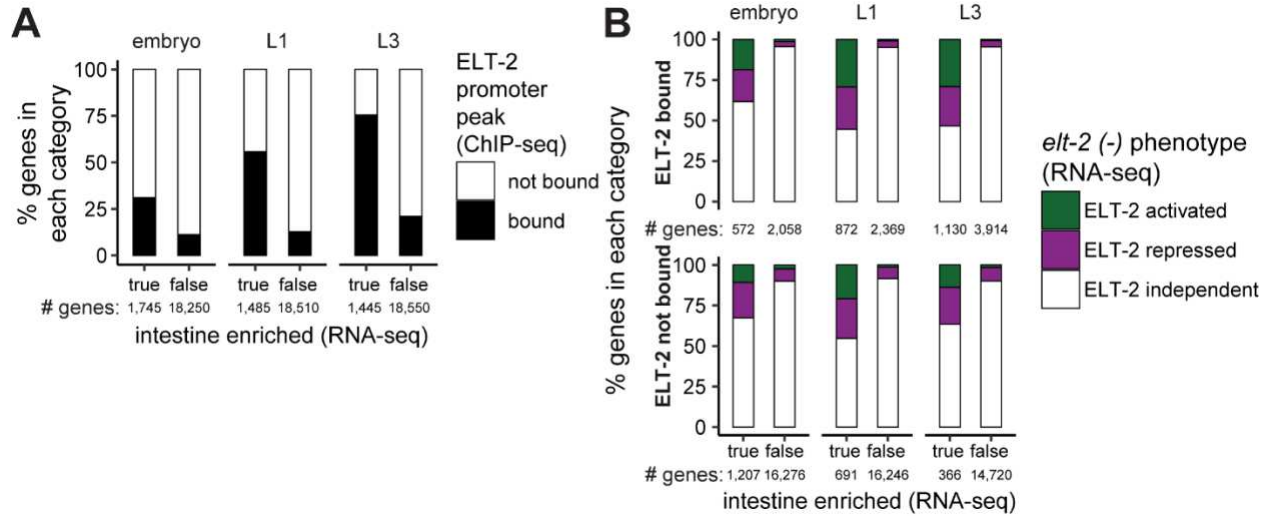 A
embryo L1 L3
% genes in
each category
100
75
50
25
0
true false true false true false
# genes: 1,745 18,250 1,485 18,510 1,445 18,550
intestine enriched (RNA-seq)
ELT-2
promoter
peak
(ChIP-seq)
not bound
bound
B
embryo L1 L3
% genes in each category
ELT-2 bound
100
75
50
25
0
# genes: 572 2,058 872 2,369 1,130 3,914
ELT-2 not bound
100
75
50
25
0
true false true false true false
# genes: 1,207 16,276 691 16,246 366 14,720
intestine enriched (RNA-seq)
elt-2 (-) phenotype
(RNA-seq)
ELT-2 activated
ELT-2 repressed
ELT-2 independent